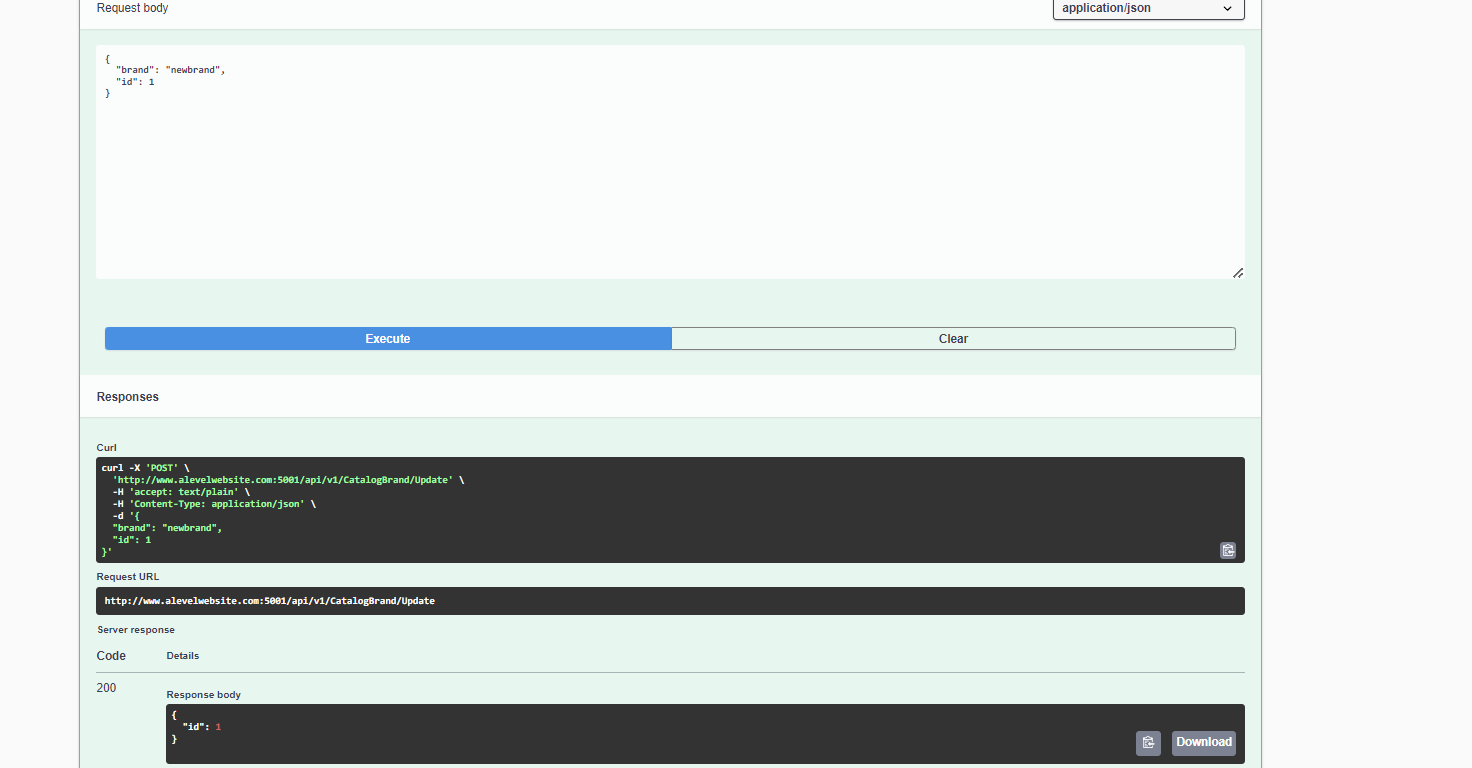 Request body
application/json
{
  "brand": "newbrand",
  "id": 1
}
Execute
Clear
Responses
Curl
curl -X 'POST' \
  'http://www.alevelwebsite.com:5001/api/v1/CatalogBrand/Update' \
  -H 'accept: text/plain' \
  -H 'Content-Type: application/json' \
  -d '{
  "brand": "newbrand",
  "id": 1
}'
Request URL
http://www.alevelwebsite.com:5001/api/v1/CatalogBrand/Update
Server response
Code
Details
200
Response body
{
  "id": 1
}
Download